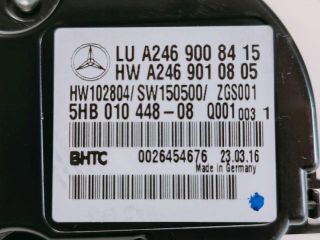 LU A246 900 84 15
HW A246 901 08 05
HW102804/SW150500/ ZGS001
5HB 010 448-08 Q001 003 1
BHTC 0026454676 23.03.16
Made in Germany